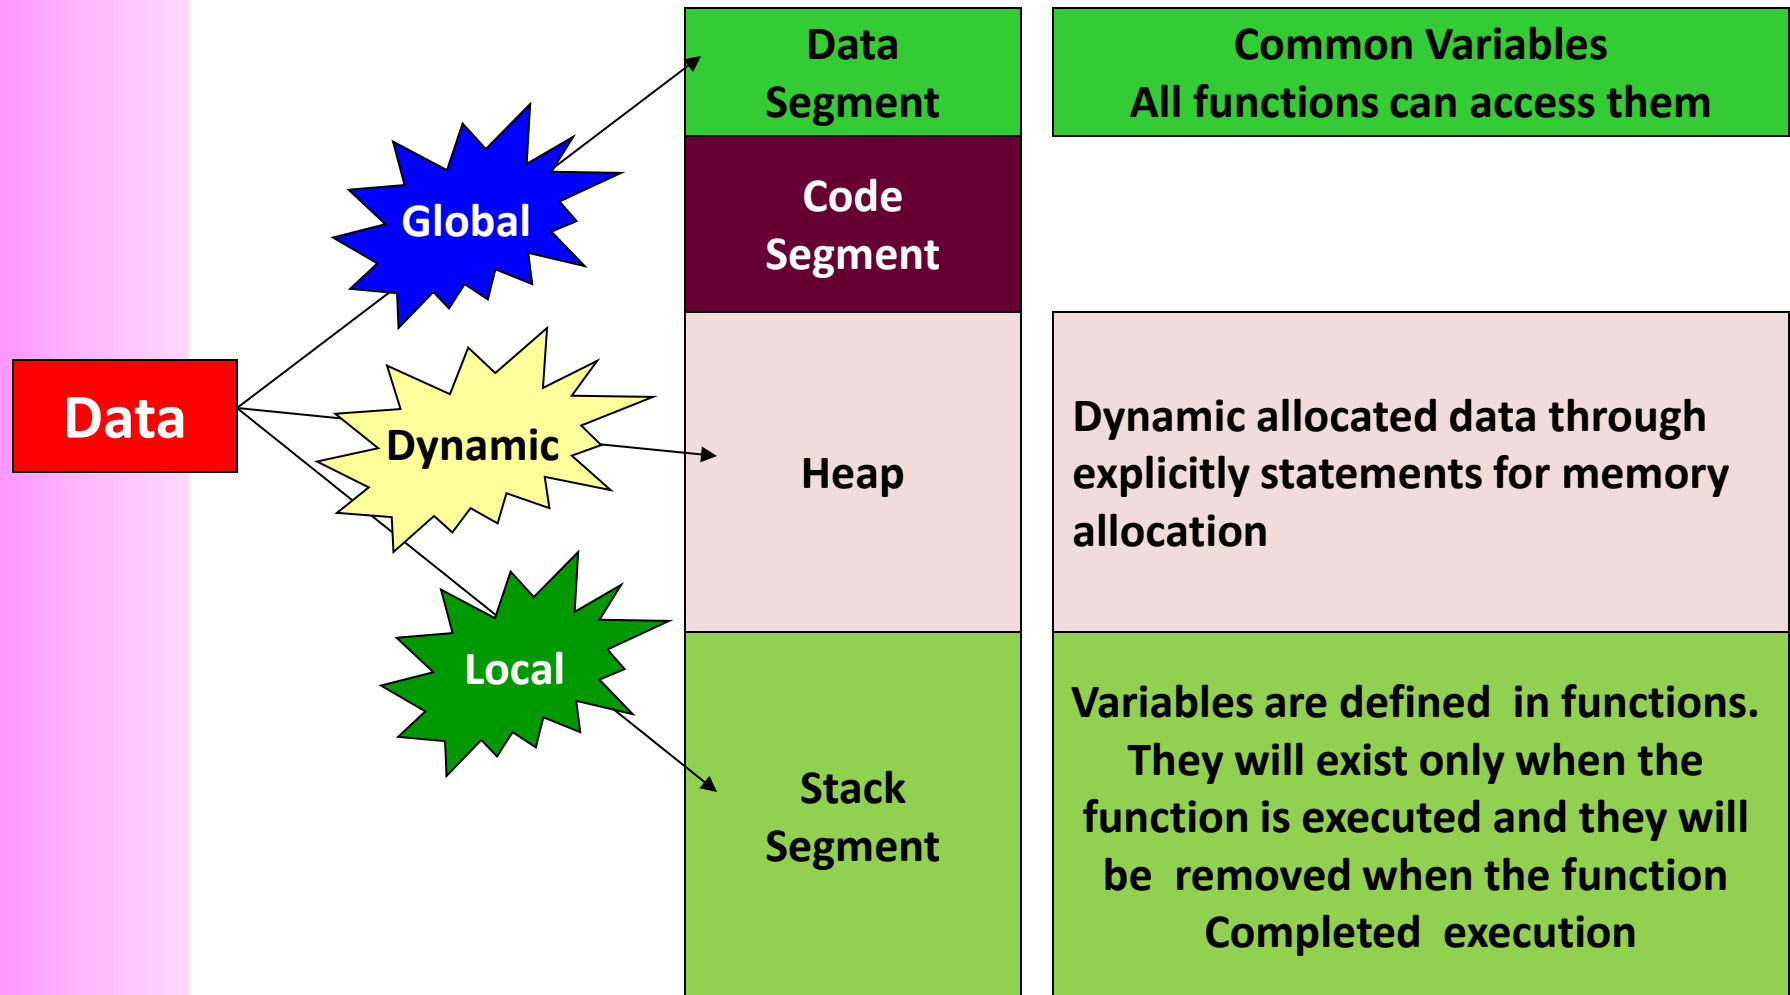 Data
Global
Dynamic
Local
Data
Segment
Code
Segment
Heap
Stack
Segment
Common Variables
All functions can access them
Dynamic allocated data through
explicitly statements for memory
allocation
Variables are defined  in functions.
They will exist only when the
function is executed and they will
be  removed when the function
Completed  execution